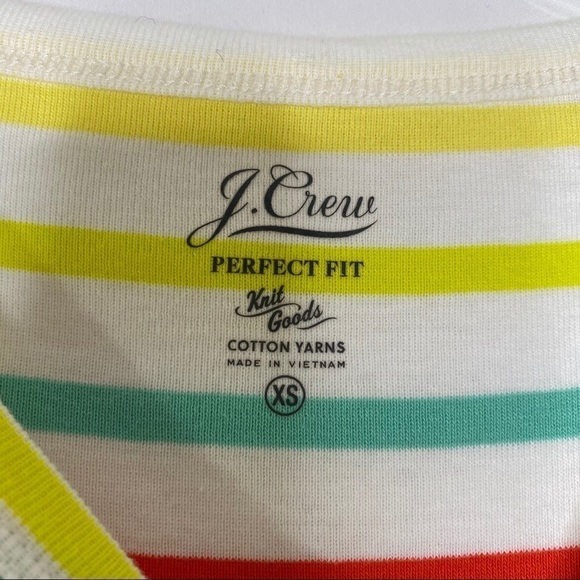 J.Crew
PERFECT FIT
Knit
Goods
COTTON YARNS
MADE IN VIETNAM
XS